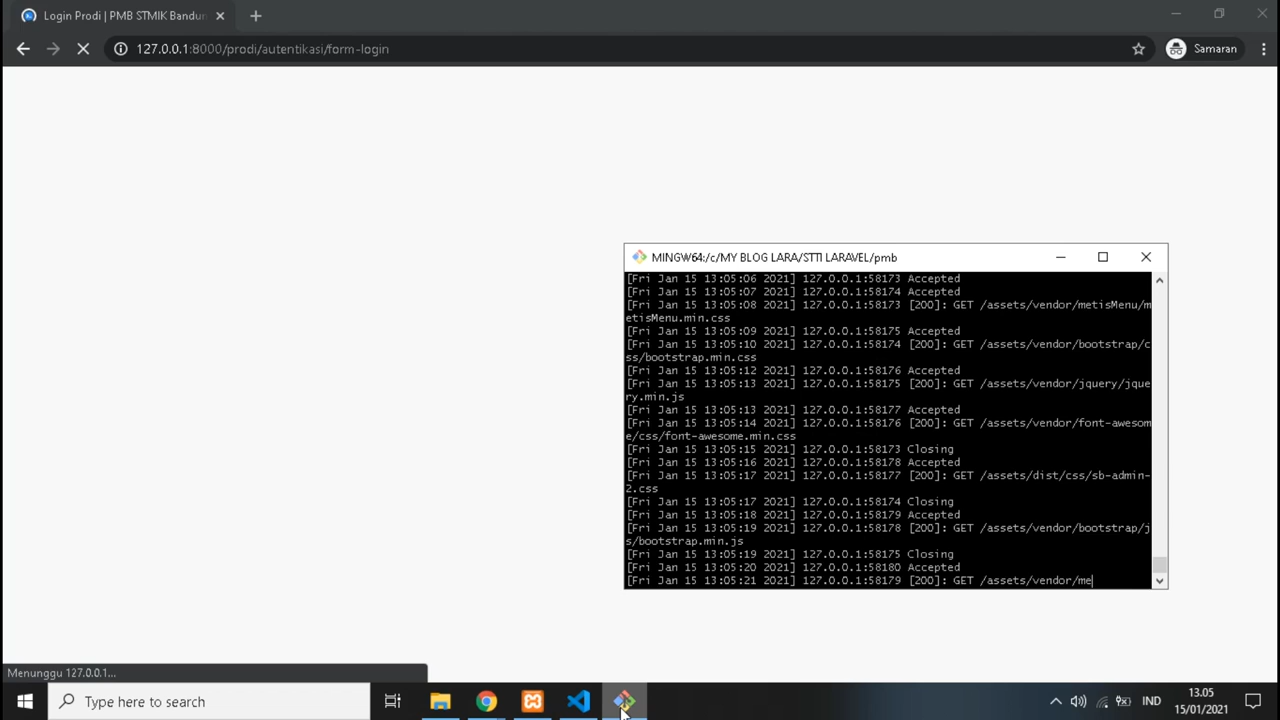 Login Prodi | PMB STMIK Bandun
127.0.0.1:8000/prodi/autentikasi/form-login
Samaran
MINGW64:/c/MY BLOG LARA/STTI LARAVEL/pmb
[Fri Jan 15 13:05:06 2021] 127.0.0.1:58173 Accepted
[Fri Jan 15 13:05:07 2021] 127.0.0.1:58174 Accepted
[Fri Jan 15 13:05:08 2021] 127.0.0.1:58173 [200]: GET /assets/vendor/metisMenu/m
etisMenu.min.css
[Fri Jan 15 13:05:09 2021] 127.0.0.1:58175 Accepted
[Fri Jan 15 13:05:10 2021] 127.0.0.1:58174 [200]: GET /assets/vendor/bootstrap/c
ss/bootstrap.min.css
[Fri Jan 15 13:05:12 2021] 127.0.0.1:58176 Accepted
[Fri Jan 15 13:05:13 2021] 127.0.0.1:58175 [200]: GET /assets/vendor/jquery/jque
ry.min.js
[Fri Jan 15 13:05:13 2021] 127.0.0.1:58177 Accepted
[Fri Jan 15 13:05:14 2021] 127.0.0.1:58176 [200]: GET /assets/vendor/font-awesom
e/css/font-awesome.min.css
[Fri Jan 15 13:05:15 2021] 127.0.0.1:58173 Closing
[Fri Jan 15 13:05:16 2021] 127.0.0.1:58178 Accepted
[Fri Jan 15 13:05:17 2021] 127.0.0.1:58177 [200]: GET /assets/dist/css/sb-admin-
2.css
[Fri Jan 15 13:05:17 2021] 127.0.0.1:58174 Closing
[Fri Jan 15 13:05:18 2021] 127.0.0.1:58179 Accepted
[Fri Jan 15 13:05:19 2021] 127.0.0.1:58178 [200]: GET /assets/vendor/bootstrap/j
s/bootstrap.min.js
[Fri Jan 15 13:05:19 2021] 127.0.0.1:58175 Closing
[Fri Jan 15 13:05:20 2021] 127.0.0.1:58180 Accepted
[Fri Jan 15 13:05:21 2021] 127.0.0.1:58179 [200]: GET /assets/vendor/me
Menunggu 127.0.0.1...
Type here to search
IND
13.05
15/01/2021